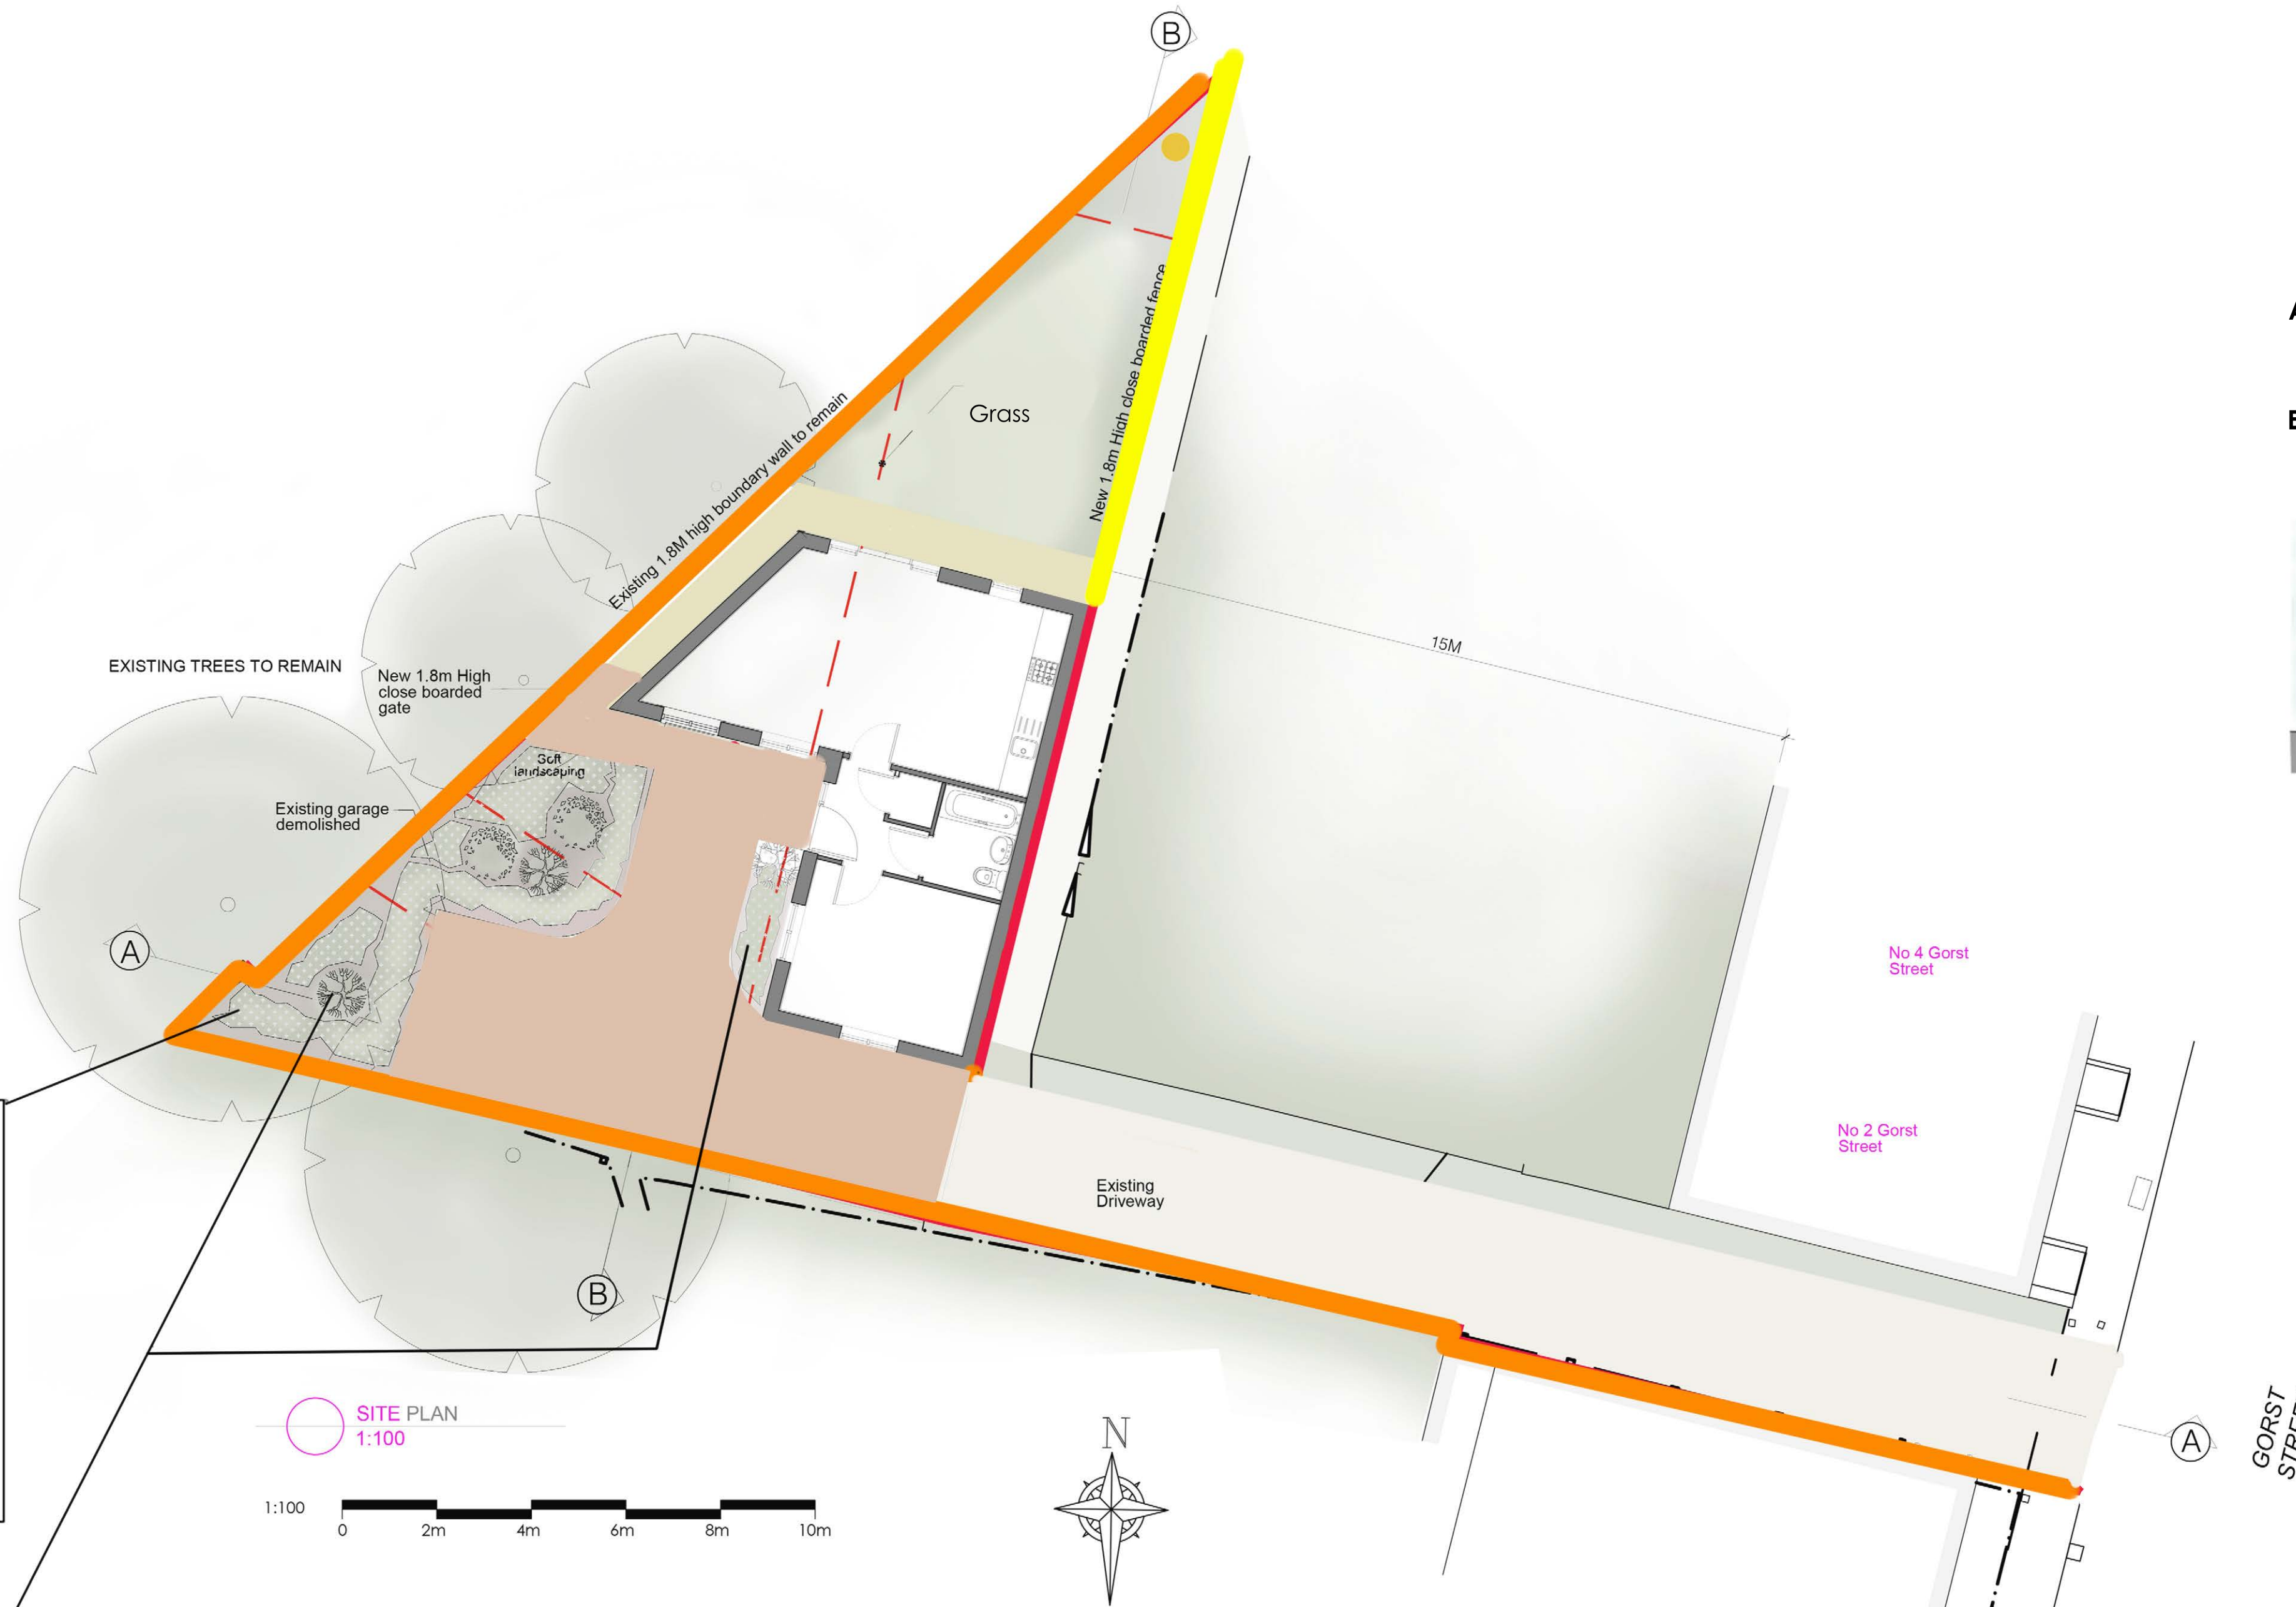 B
New 1.8m High close boarded fence
Grass
Existing 1.8M high boundary wall to remain
15M
EXISTING TREES TO REMAIN
New 1.8m High
close boarded
gate
Soft
landscaping
Existing garage
demolished
A
No 4 Gorst
Street
No 2 Gorst
Street
Existing
Driveway
B
SITE PLAN
1:100
N
A
GORST
1:100
0
2m
4m
6m
8m
10m